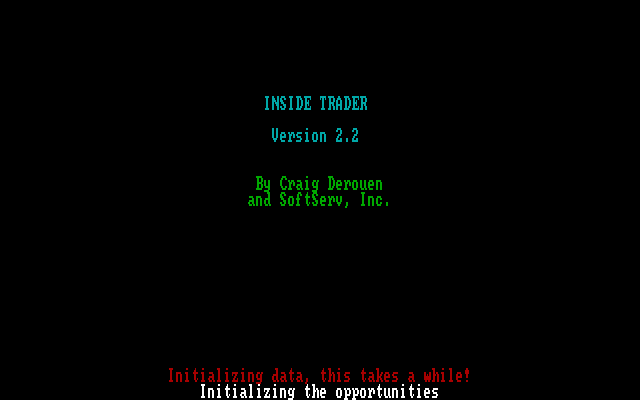 INSIDE TRADER
Version 2.2
By Craig Derouen
and SoftServ, Inc.
Initializing data, this takes a while!
Initializing the opportunities